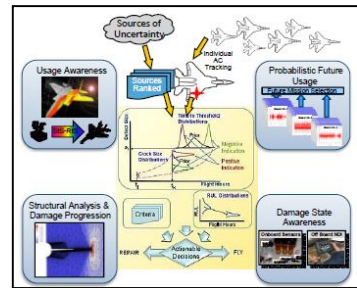 Sources of
Uncertainty
Individual
AC Tracking
Sources
Ranked
Usage Awareness
Probabilistic Future
Usage
Future Mission Selection
Time to Threshold
Distributions
Negative
Indication
Crack Size
Distributions
Positive
Indication
Flight Hours
Structural Analysis &
Damage Progression
Criteria
RUL Distributions
Flight Hours
Actionable
Decisions
REPAIR
FLY
Damage State
Awareness
Onboard Sensors
Off Board NDI